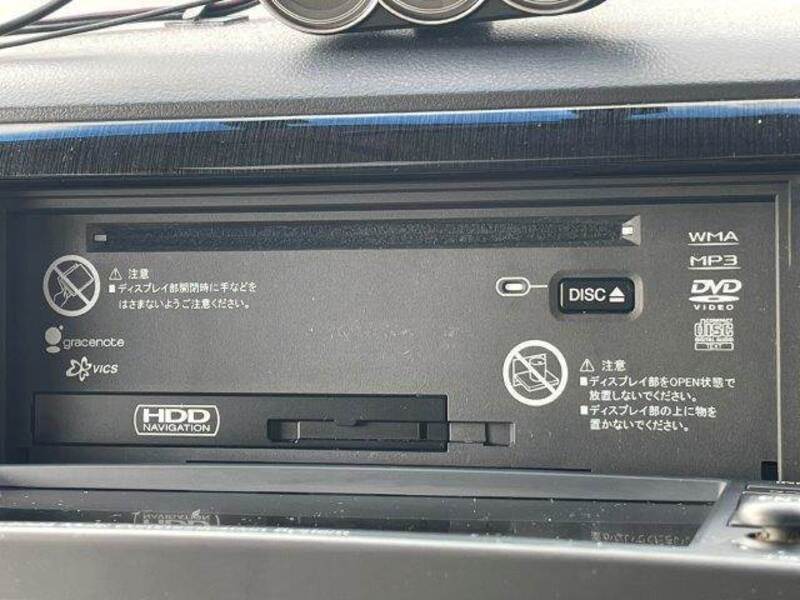 ⚠ 注意
■ディスプレイ部開閉時に手などを
はさまないようご注意ください。
gracenote
VICS
HDD
NAVIGATION
DISC ⏏
WMA
MP3
DVD
VIDEO
COMPACT
disc
DIGITAL AUDIO
TEXT
⚠ 注意
■ディスプレイ部をOPEN状態で
放置しないでください。
■ディスプレイ部の上に物を
置かないでください。